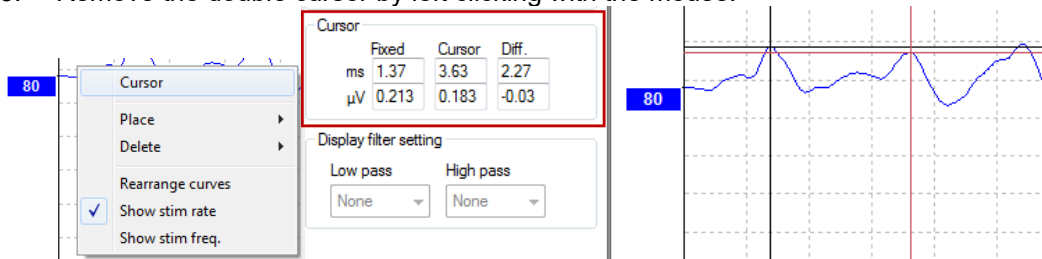 Remove the double cursor by left clicking with the mouse.
80
Cursor
Place
Delete
Rearrange curves
Show stim rate
Show stim freq.
Cursor
Fixed Cursor Diff.
ms 1.37 3.63 2.27
µV 0.213 0.183 -0.03
Display filter setting
Low pass High pass
None None
80